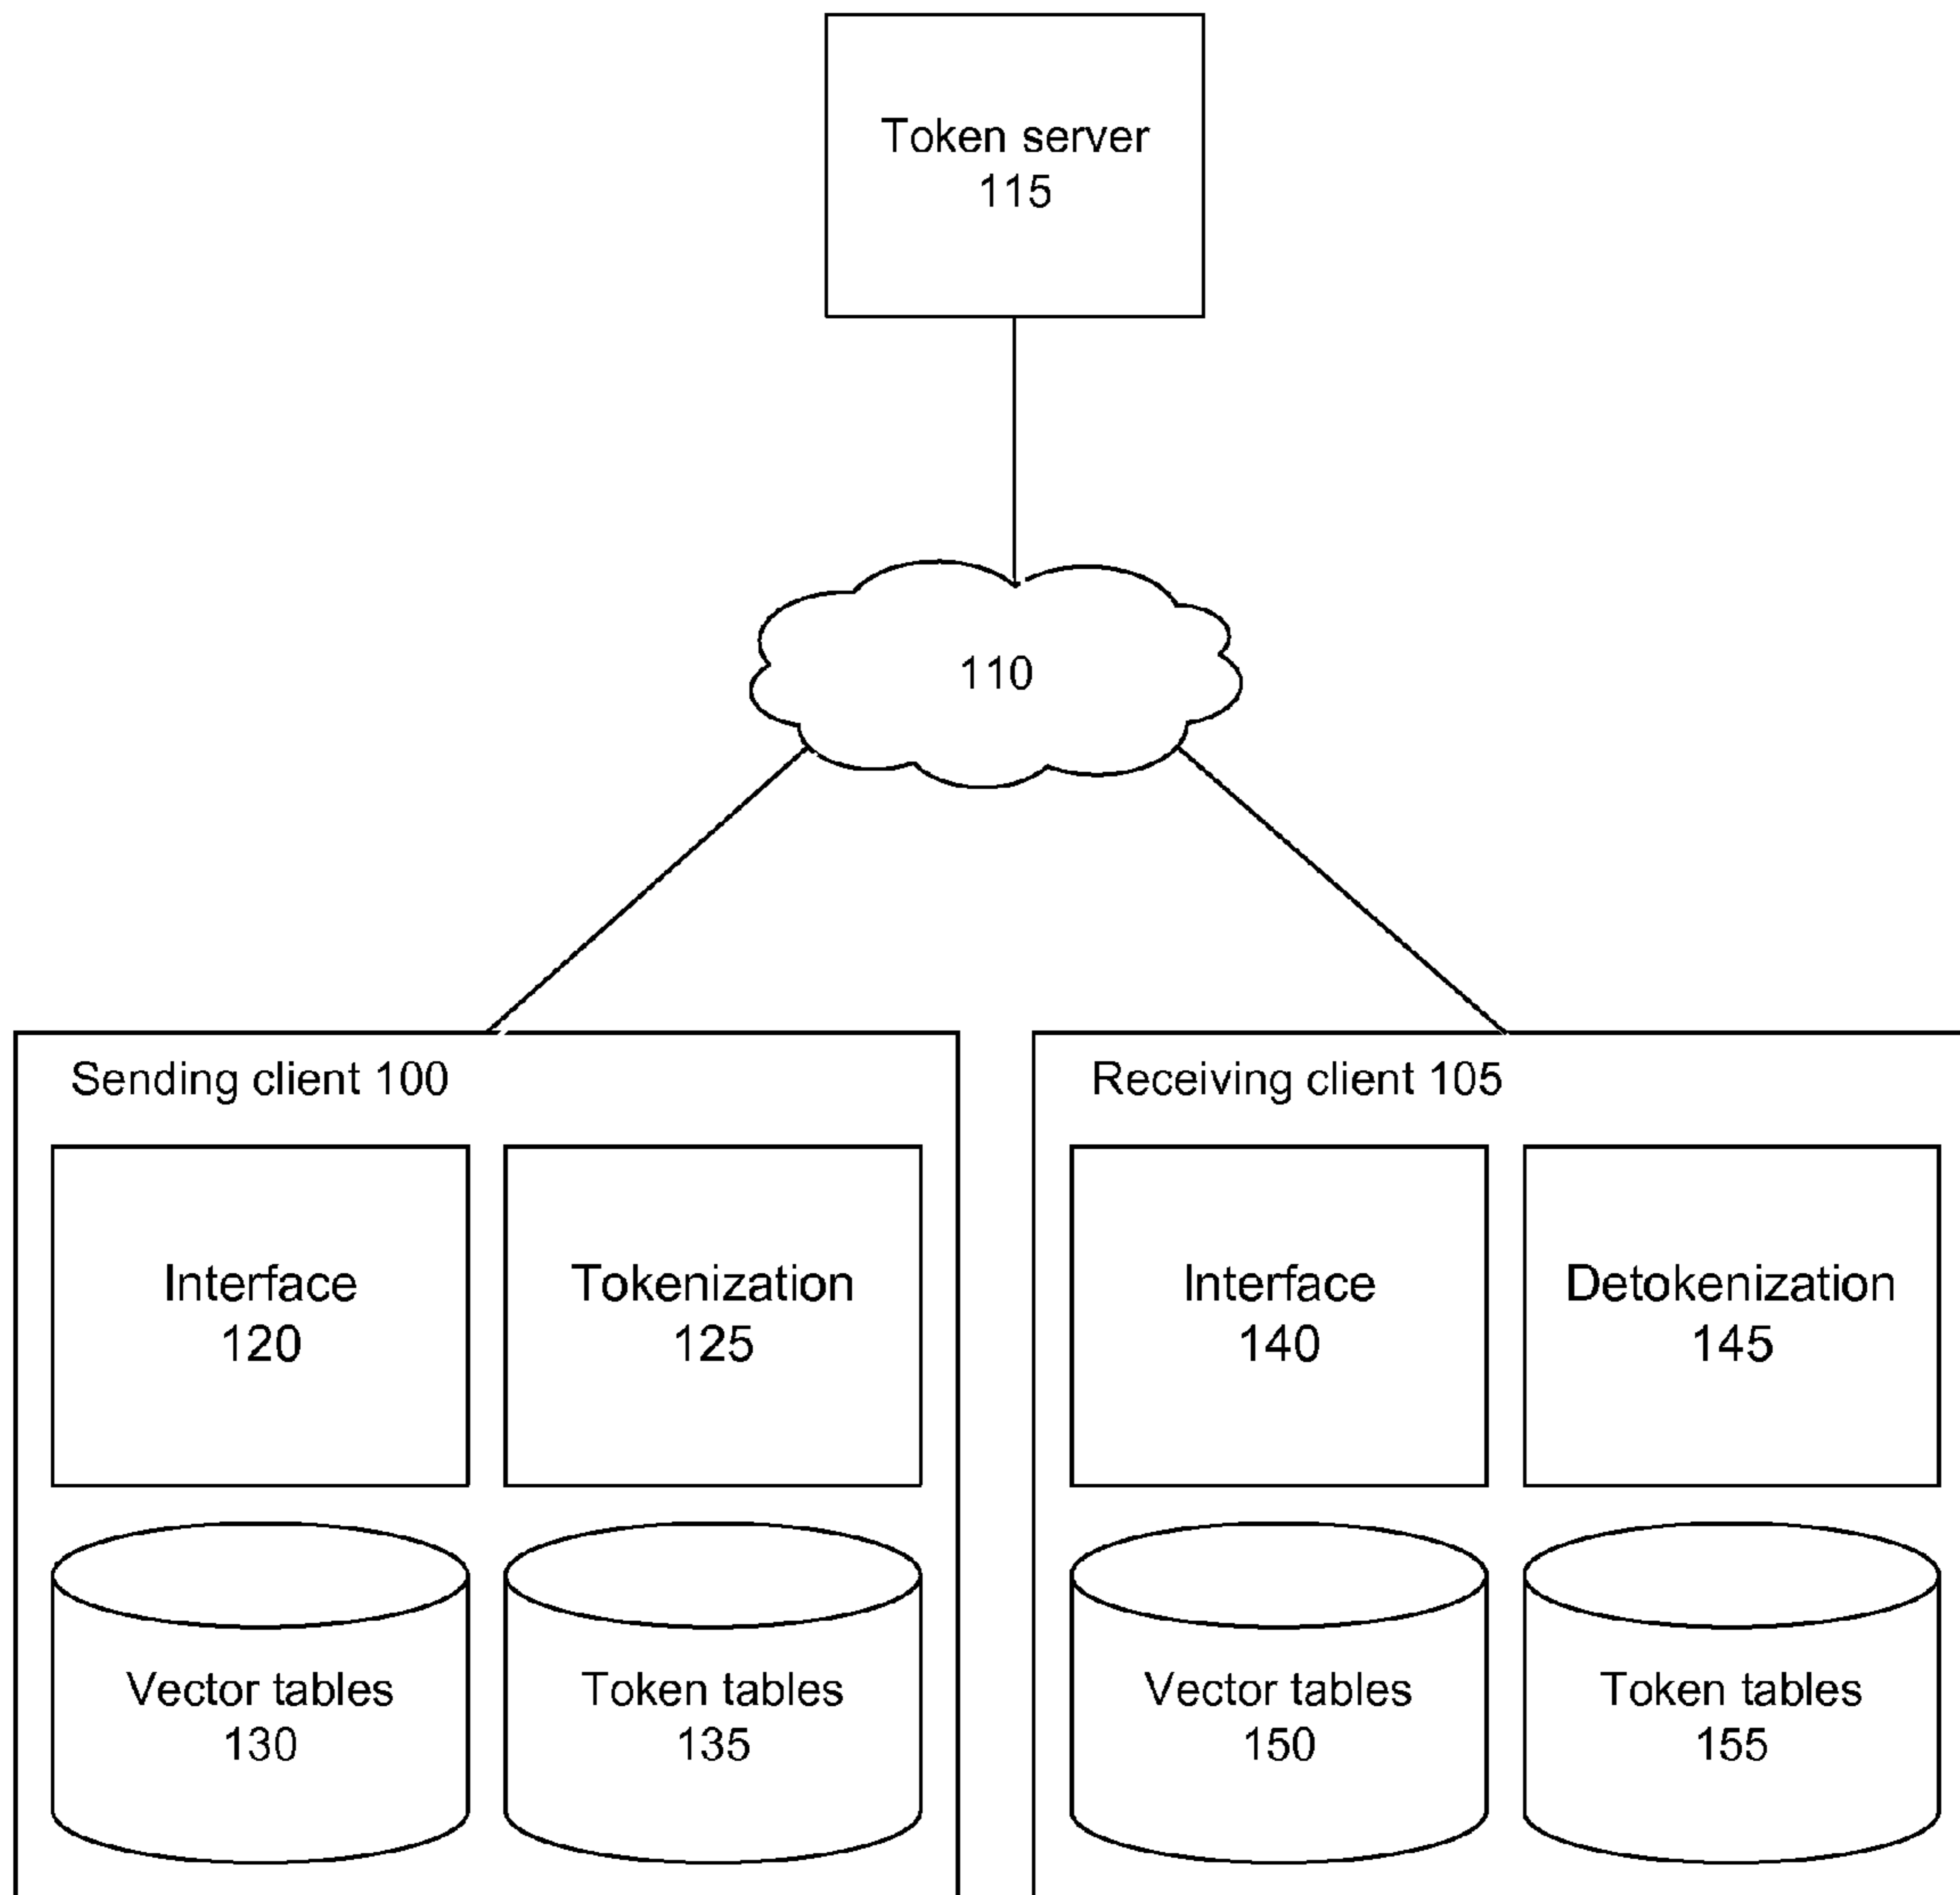 Token server
115
110
Sending client 100
Interface
120
Tokenization
125
Vector tables
130
Token tables
135
Receiving client 105
Interface
140
Detokenization
145
Vector tables
150
Token tables
155